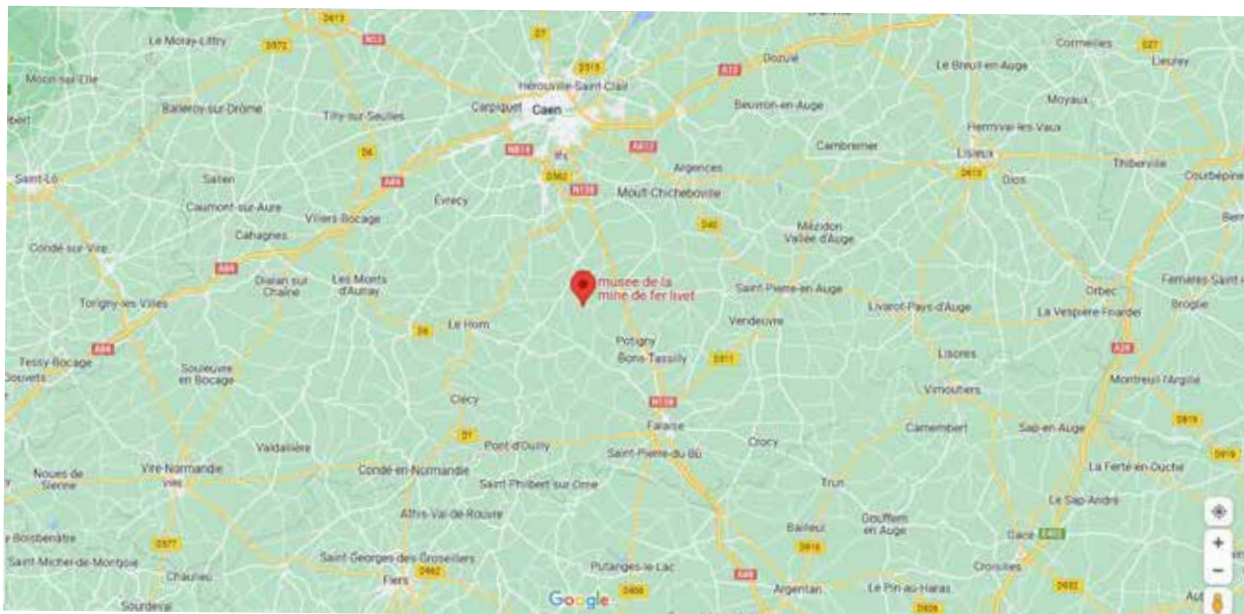 D613
D7
Le Molay-Littry
N13
D572
Dozulé
Cormeilles
D27
D515
A13
Lieurey
Le Breuil-en-Auge
Moon-sur-Elle
Hérouville-Saint-Clair
Moyaux
Balleroy-sur-Drôme
Carpiquet
Caen
Beuvron-en-Auge
Tilly-sur-Seulles
Hermival-les-Vaux
N814
A813
Cambremer
Lisieux
Ifs
D6
Thiberville
Argences
D613
Saint-Lô
Sallen
A84
D562
Glos
Courbépine
N158
Moult-Chicheboville
Évrecy
Caumont-sur-Aure
Villers-Bocage
D40
Mézidon
Vallée d'Auge
Cahagnes
Condé-sur-Vire
A84
Dialan sur
Chaîne
Les Monts
d'Aunay
musee de la
mine de fer livet
Saint-Pierre-en-Auge
Orbec
Torigny-les-Villes
Livarot-Pays-d'Auge
Broglie
La Vespière-Friardel
Le Hom
Vendeuvre
D6
Potigny
A84
Bons-Tassilly
D511
Lisores
A28
Tessy-Bocage
Souleuvre
en Bocage
Montreuil-l'Argillé
Vimoutiers
Clécy
N158
D819
Falaise
Camembert
Sap-en-Auge
D1
Crocy
Valdallière
Pont-d'Ouilly
Saint-Pierre-du-Bû
D919
La Ferté-en-Ouche
Vire-Normandie
Vire
Condé-en-Normandie
Noues de
Sienne
Saint-Philbert-sur-Orne
Trun
Le Sap-André
Athis-Val-de-Rouvre
Gouffern
en Auge
Bailleul
Gacé
D577
D916
Saint-Georges-des-Groseillers
Saint-Michel-de-Montjoie
Croisilles
Chaulieu
D962
Flers
Putanges-le-Lac
A88
Argentan
Le Pin-au-Haras
D932
Google
D909
D926
Sourdeval